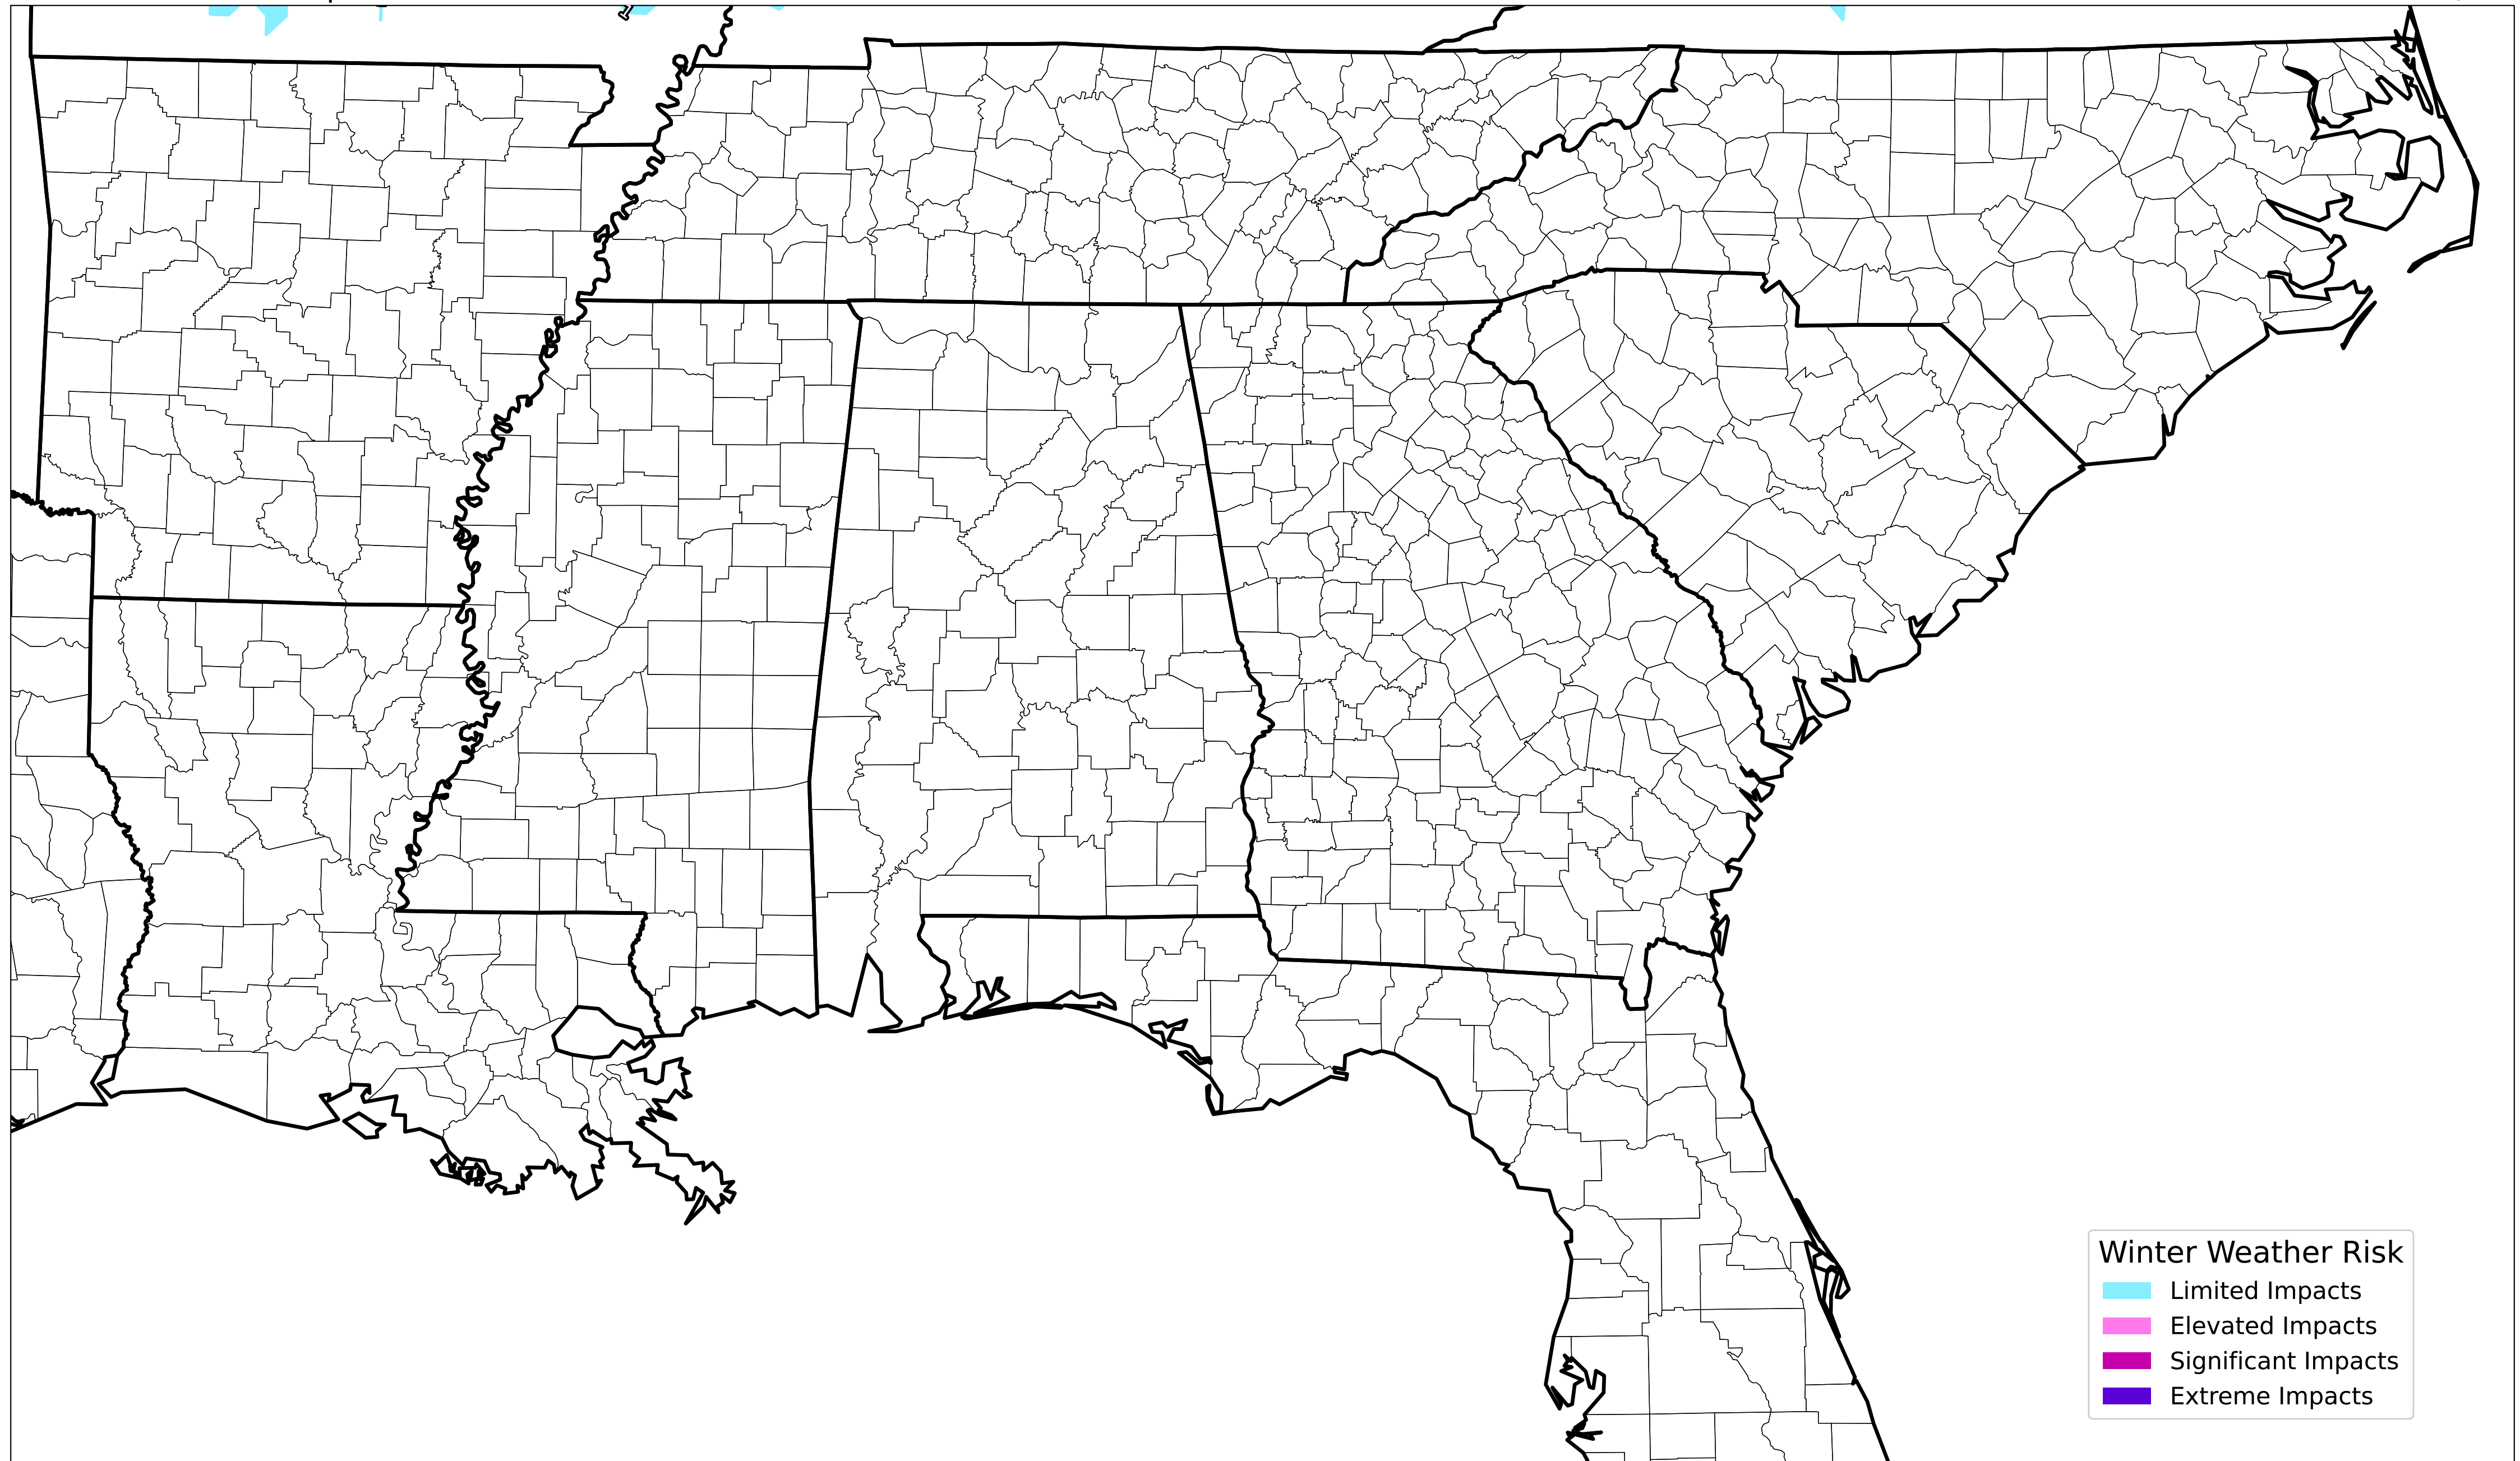 Winter Weather Risk
Limited Impacts
Elevated Impacts
Significant Impacts
Extreme Impacts